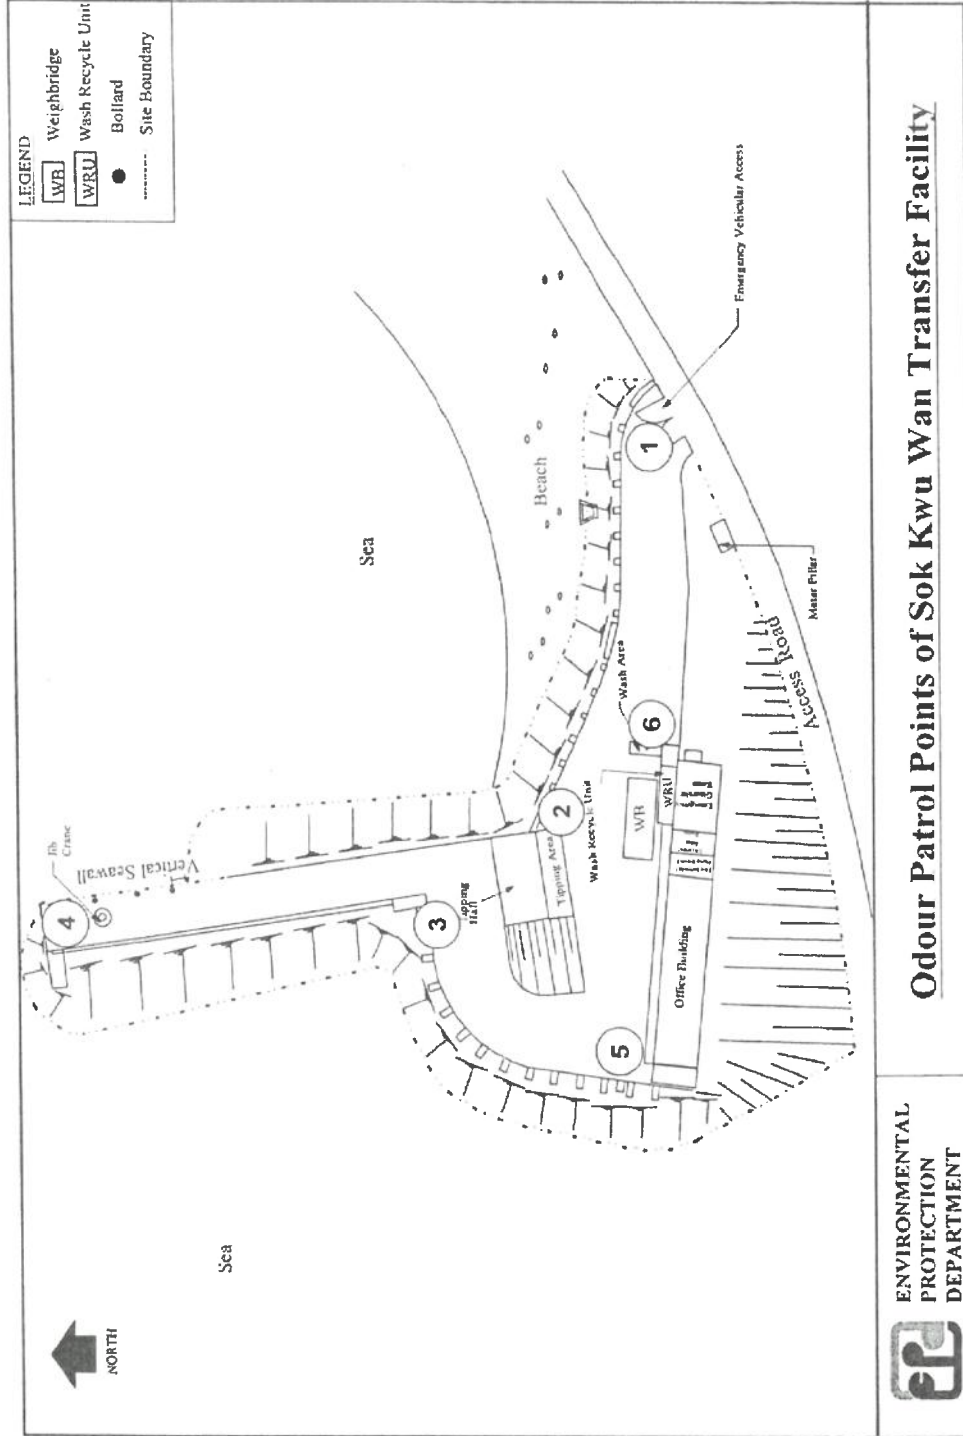 LEGEND
WB Weighbridge
WRU Wash Recycle Unit
Bollard
Site Boundary
NORTH
Sea
Sea
Beach
Jib
Crane
Vertical Seawall
4
3
2
1
6
5
Tipping
Hall
Tipping Area
Wash Recycle Unit
Wash Area
WB
WRU
Office Building
Emergency Vehicular Access
Meter Pillar
Access Road
ENVIRONMENTAL
PROTECTION
DEPARTMENT
Odour Patrol Points of Sok Kwu Wan Transfer Facility